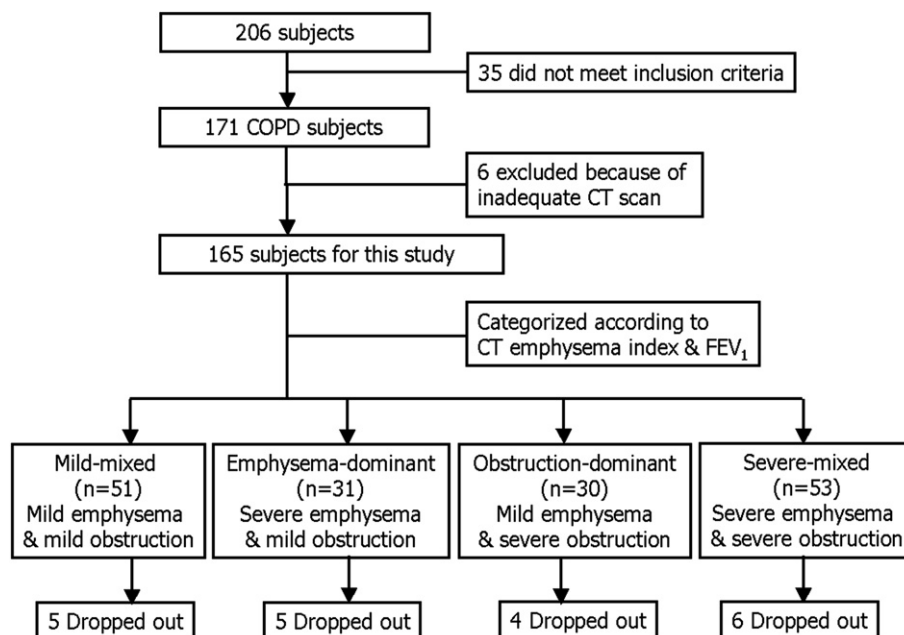 206 subjects
35 did not meet inclusion criteria
171 COPD subjects
6 excluded because of
inadequate CT scan
165 subjects for this study
Categorized according to
CT emphysema index & FEV₁
Mild-mixed
(n=51)
Mild emphysema
& mild obstruction
Emphysema-dominant
(n=31)
Severe emphysema
& mild obstruction
Obstruction-dominant
(n=30)
Mild emphysema
& severe obstruction
Severe-mixed
(n=53)
Severe emphysema
& severe obstruction
5 Dropped out
5 Dropped out
4 Dropped out
6 Dropped out